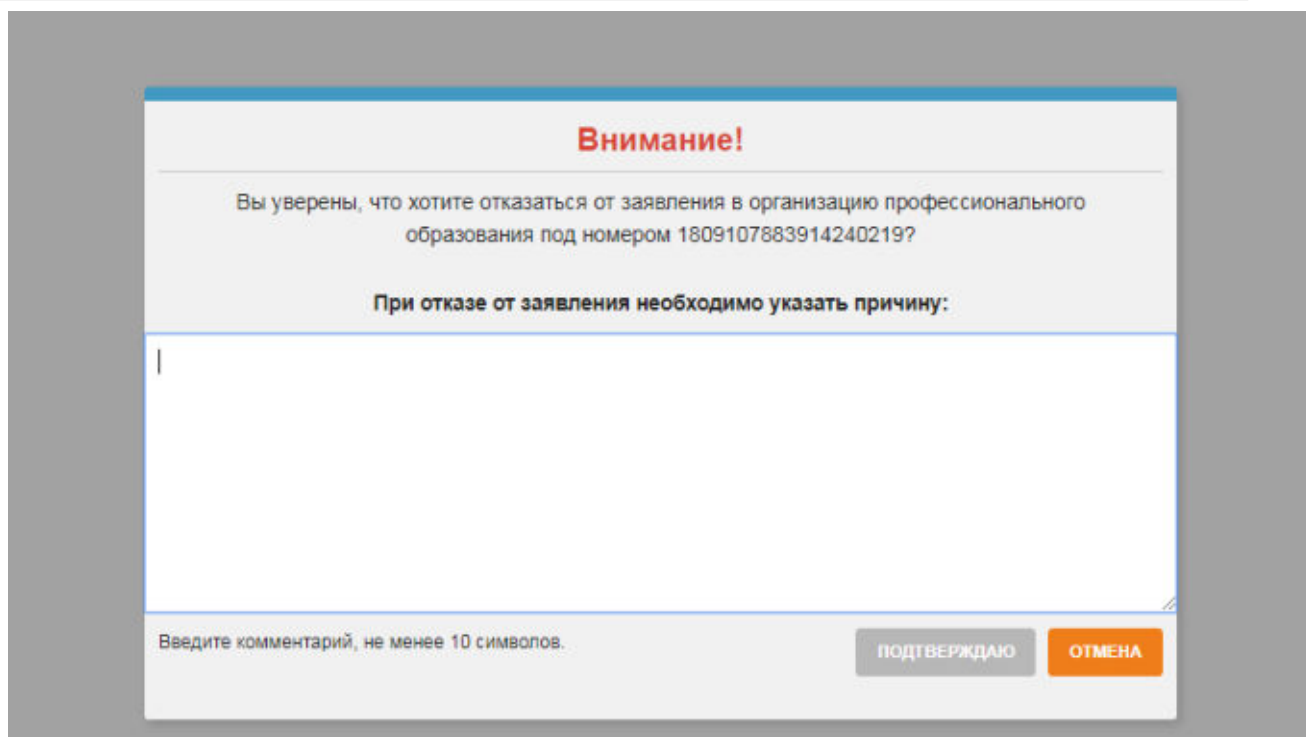 Внимание!
Вы уверены, что хотите отказаться от заявления в организацию профессионального
образования под номером 1809107883914240219?
При отказе от заявления необходимо указать причину:
Введите комментарий, не менее 10 символов.
ПОДТВЕРЖДАЮ ОТМЕНА